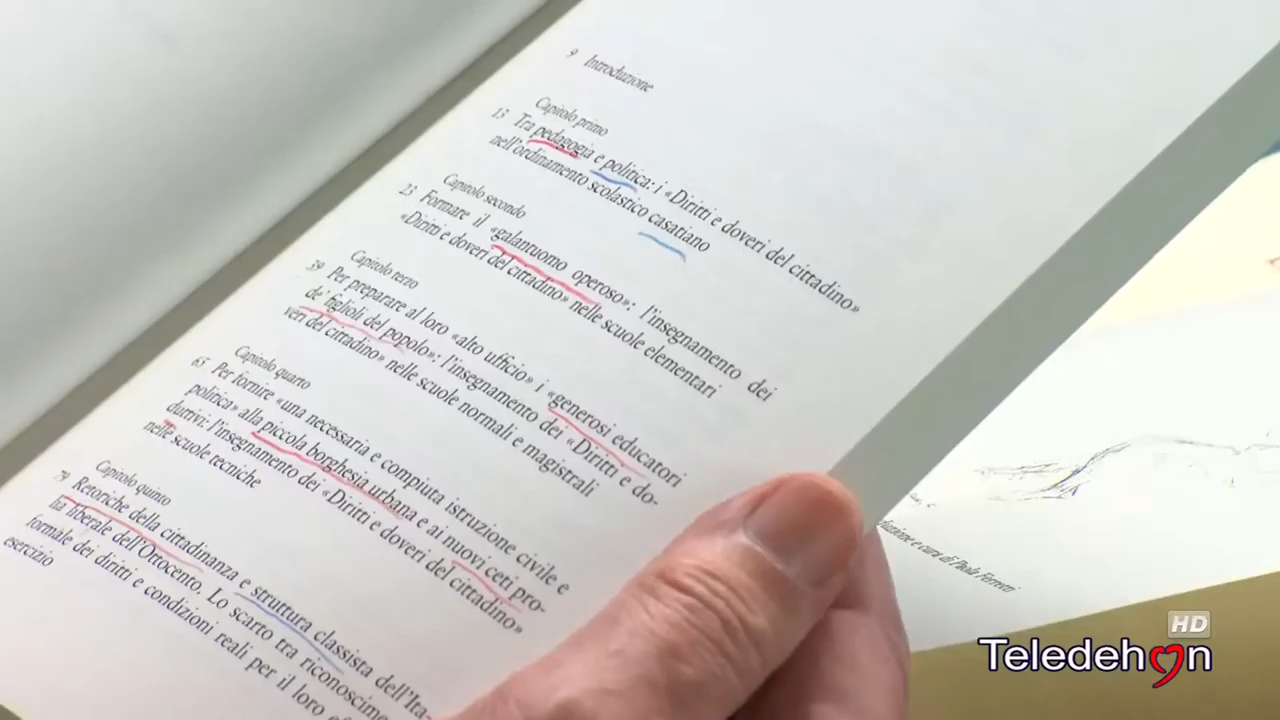 9 Introduzione
Capitolo primo
13 Tra pedagogia e politica: i «Diritti e doveri del cittadino»
nell'ordinamento scolastico casatiano
Capitolo secondo
23 Formare il «galantuomo operoso»: l'insegnamento dei
«Diritti e doveri del cittadino» nelle scuole elementari
Capitolo terzo
39 Per preparare al loro «alto ufficio» i «generosi educatori
de' figlioli del popolo»: l'insegnamento dei «Diritti e do-
veri del cittadino» nelle scuole normali e magistrali
Capitolo quarto
65 Per fornire «una necessaria e compiuta istruzione civile e
politica» alla piccola borghesia urbana e ai nuovi ceti pro-
duttivi: l'insegnamento dei «Diritti e doveri del cittadino»
nelle scuole tecniche
Capitolo quinto
79 Retoriche della cittadinanza e struttura classista dell'Ita-
lia liberale dell'Ottocento. Lo scarto tra
formale dei diritti e condizioni reali per il loro
esercizio
a cura di Paola Ferretti
HD
Teledehon